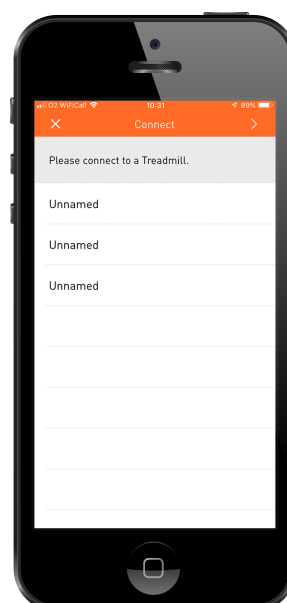 O2 WiFiCall 10:31 89%
Connect
Please connect to a Treadmill.
Unnamed
Unnamed
Unnamed